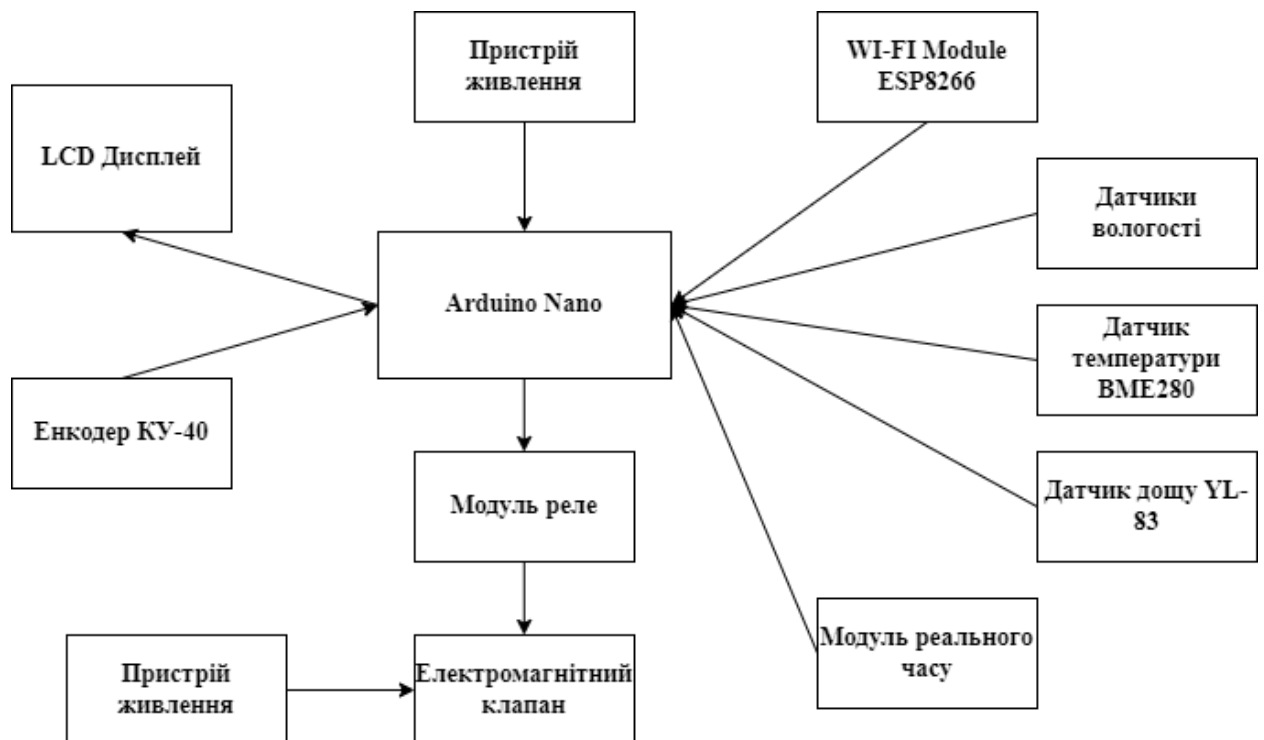 Пристрій
живлення
WI-FI Module
ESP8266
LCD Дисплей
Датчики
вологості
Arduino Nano
Датчик
температури
BME280
Енкодер КУ-40
Модуль реле
Датчик дощу YL-
83
Модуль реального
часу
Пристрій
живлення
Електромагнітний
клапан